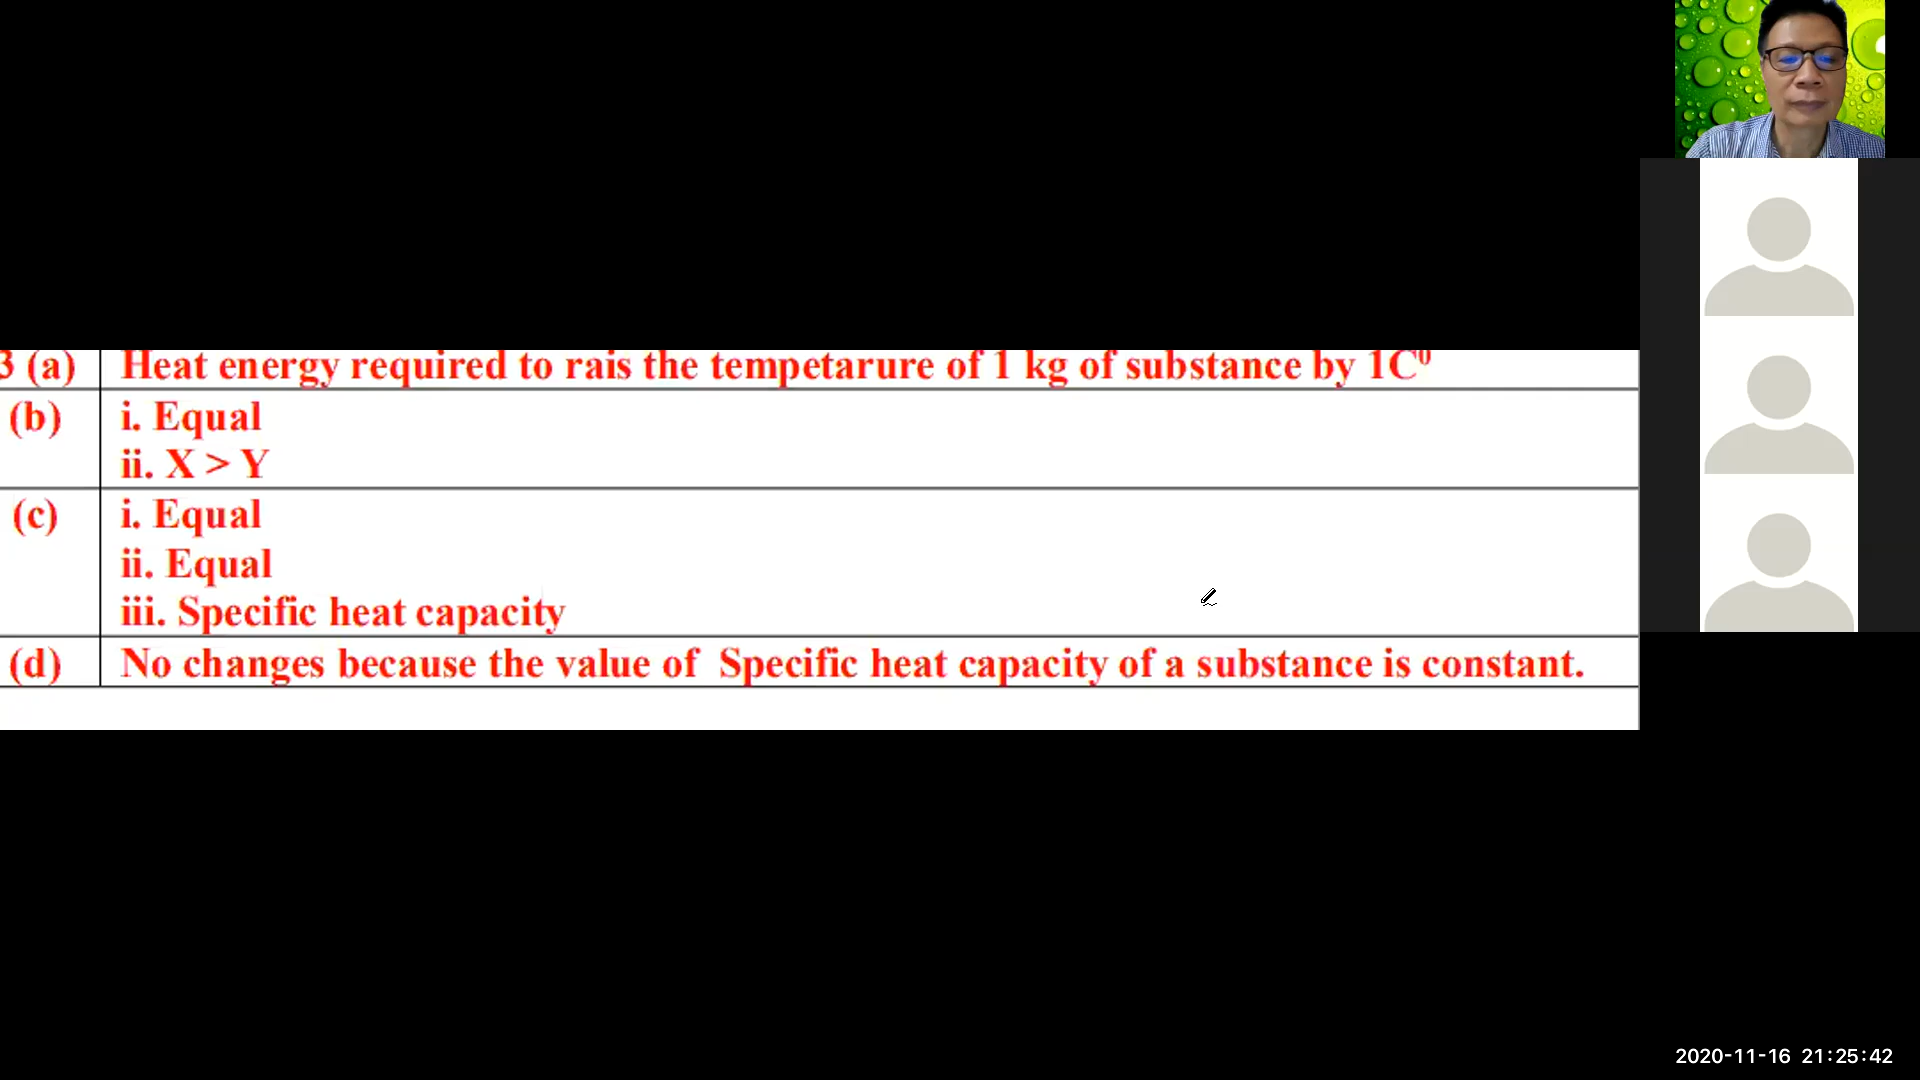 3 (a) Heat energy required to rais the tempetarure of 1 kg of substance by 1C⁰
(b) i. Equal
ii. X > Y
(c) i. Equal
ii. Equal
iii. Specific heat capacity
(d) No changes because the value of Specific heat capacity of a substance is constant.
2020-11-16 21:25:42